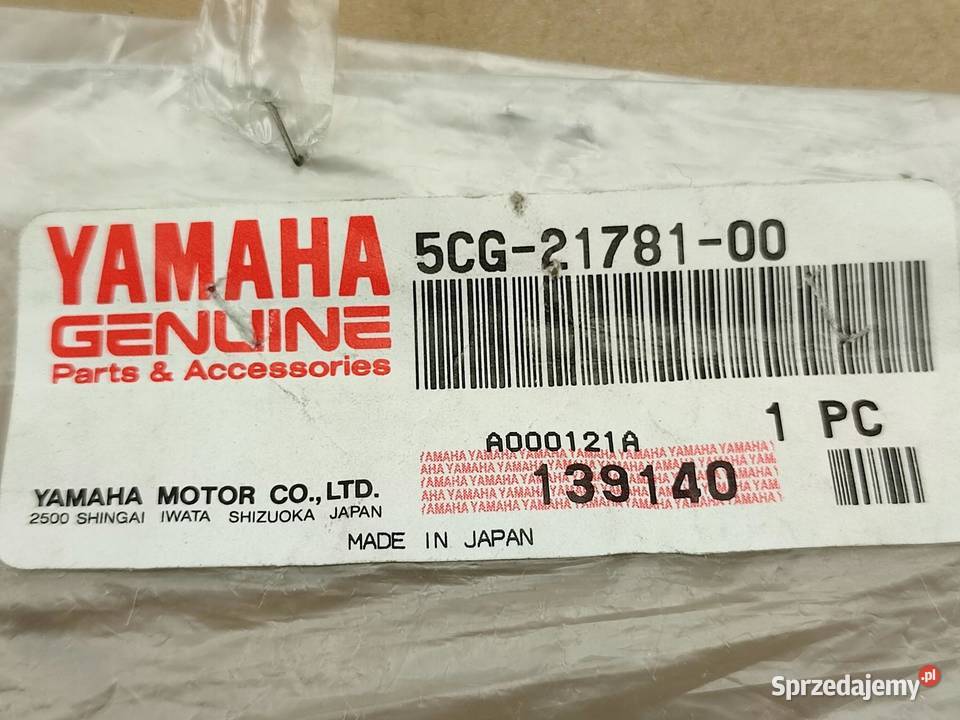 YAMAHA
GENUINE
Parts & Accessories
5CG-21781-00
1 PC
A000121A
139140
YAMAHA MOTOR CO., LTD.
2500 SHINGAI IWATA SHIZUOKA JAPAN
MADE IN JAPAN
Sprzedajemy.pl